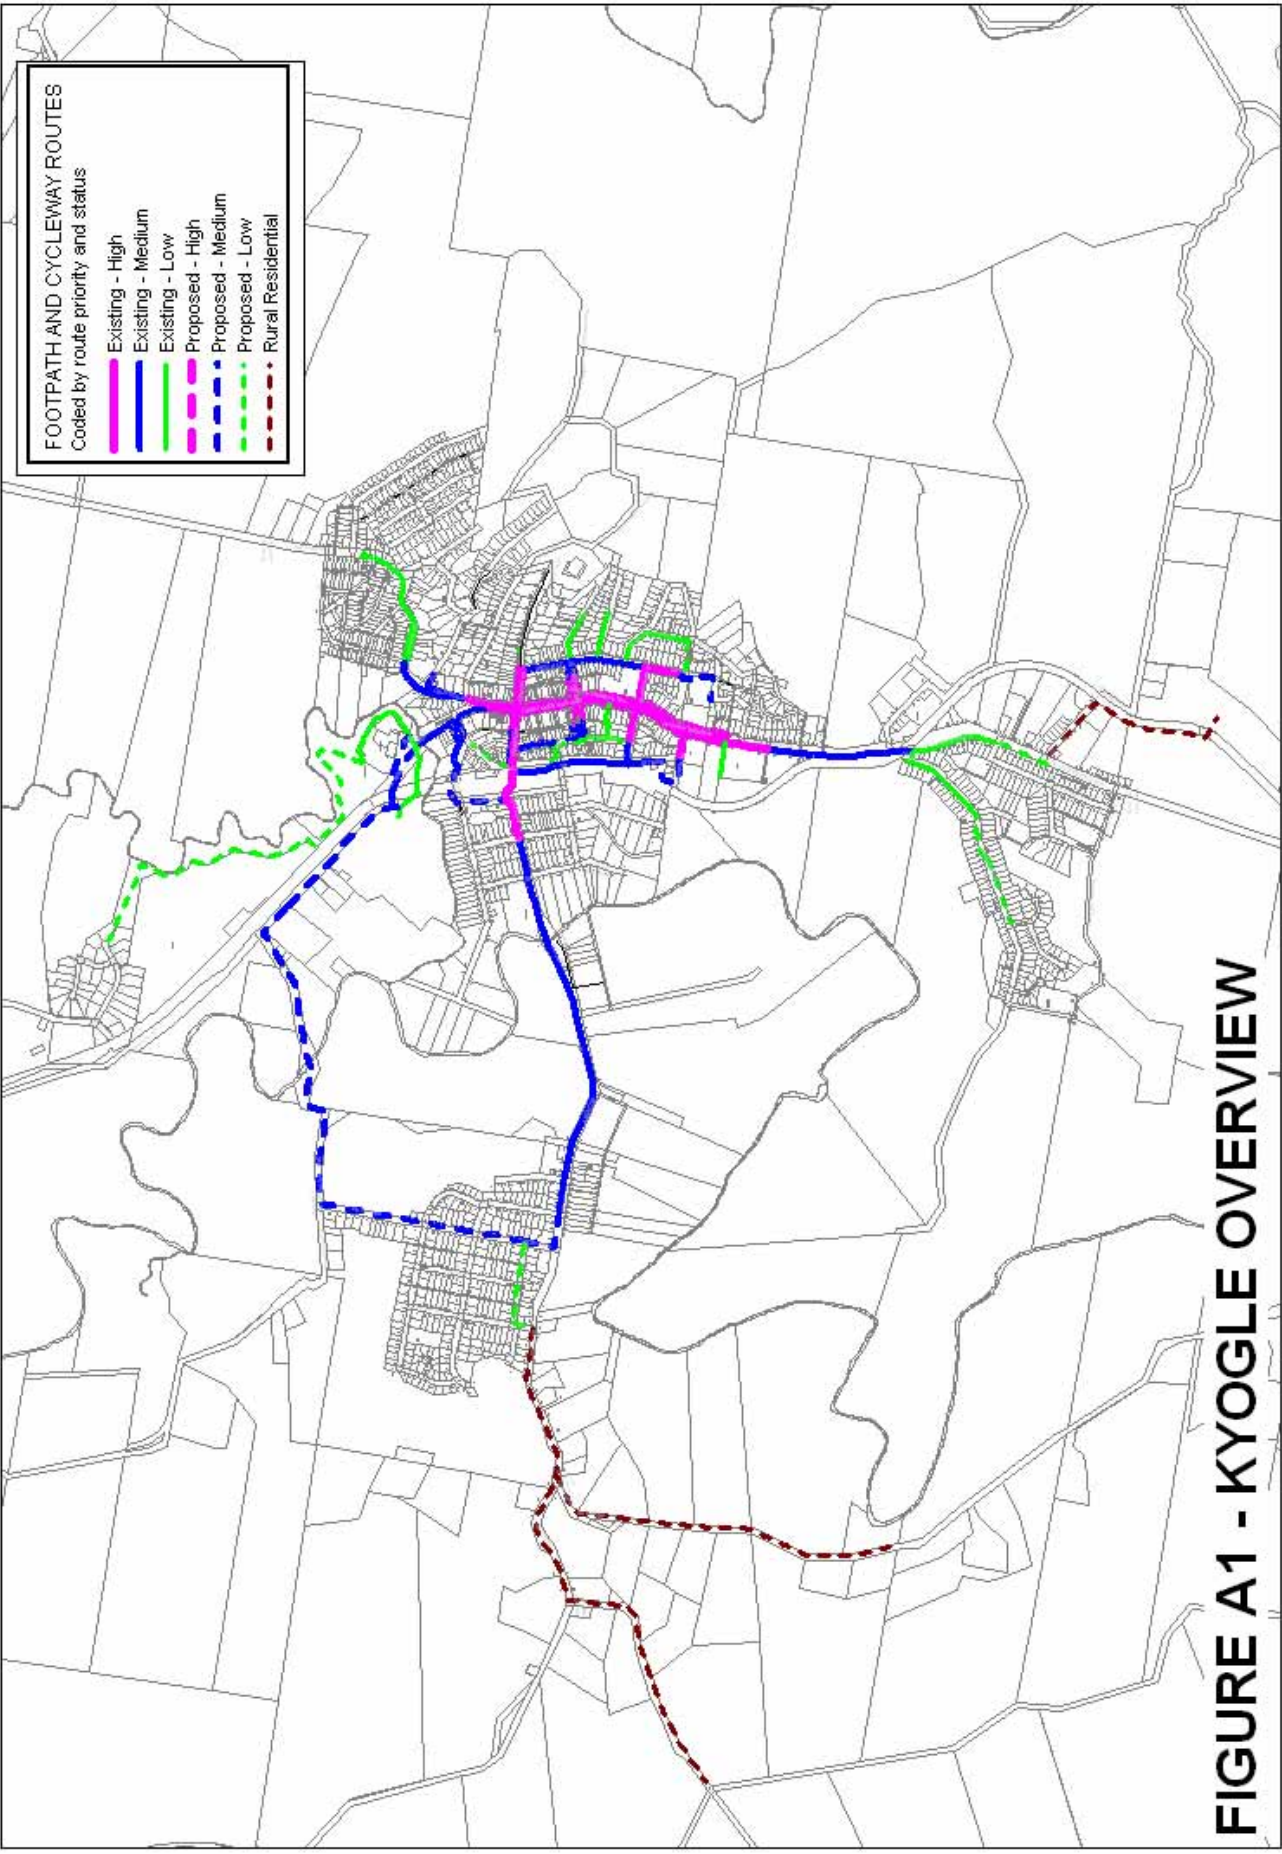 FOOTPATH AND CYCLEWAY ROUTES
Coded by route priority and status
Existing - High
Existing - Medium
Existing - Low
Proposed - High
Proposed - Medium
Proposed - Low
Rural Residential
FIGURE A1 - KYOGLE OVERVIEW